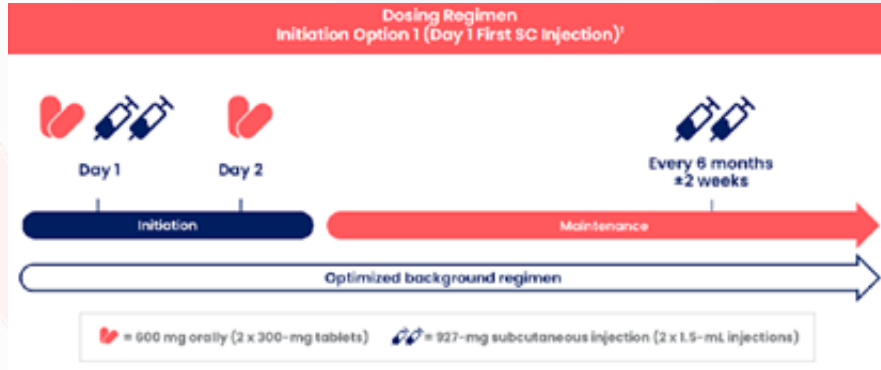 Dosing Regimen
Initiation Option 1 (Day 1 First SC Injection)¹
Day 1
Day 2
Every 6 months
±2 weeks
Initiation
Maintenance
Optimized background regimen
= 600 mg orally (2 x 300-mg tablets)
= 927-mg subcutaneous injection (2 x 1.5-mL injections)